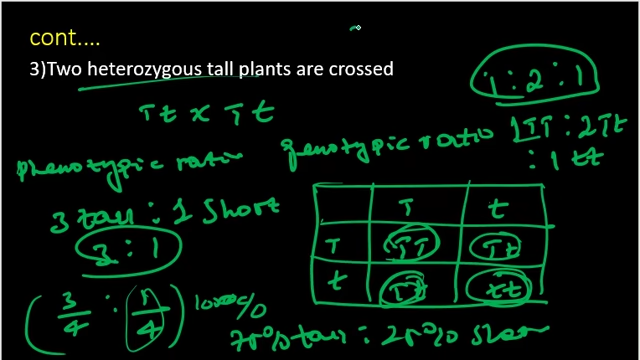 cont....
3)Two heterozygous tall plants are crossed
1 : 2 : 1
Tt x Tt
phenotypic ratio
genotypic ratio 1TT : 2Tt
: 1 tt
3 tall : 1 Short
3 : 1
T t
T TT Tt
t Tt tt
( 3/4 : 1/4 ) 100%
75% tall : 25% Short